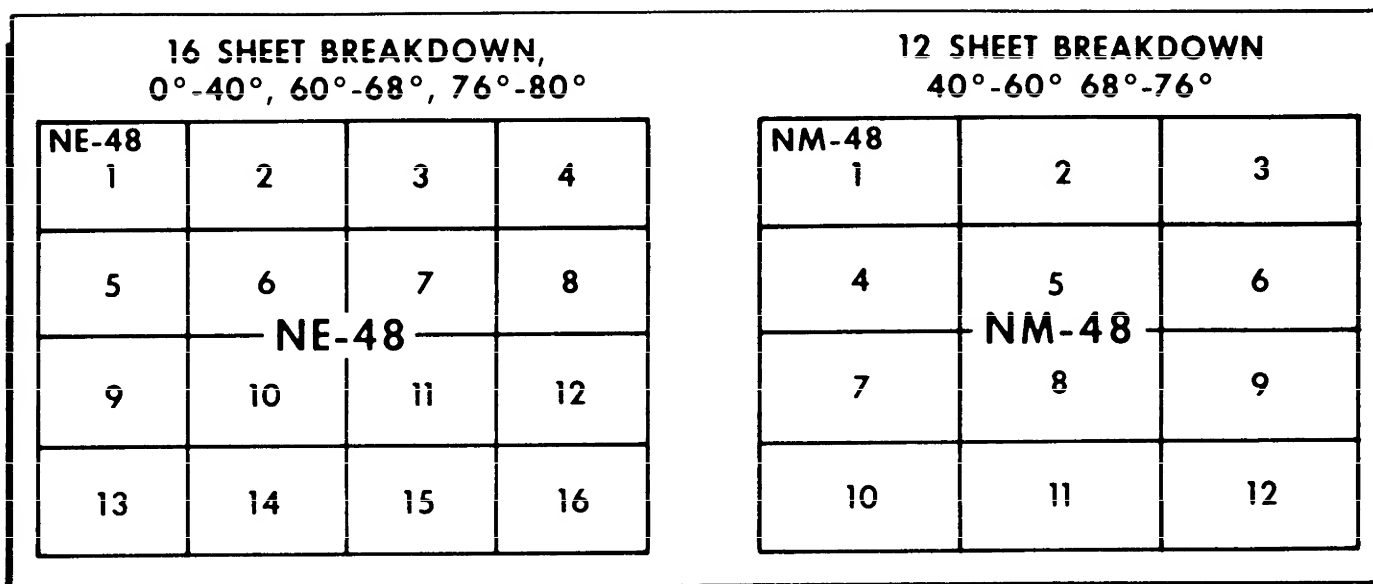 16 SHEET BREAKDOWN,
0°-40°, 60°-68°, 76°-80°
NE-48
1 2 3 4
5 6 7 8
NE-48
9 10 11 12
13 14 15 16
12 SHEET BREAKDOWN
40°-60° 68°-76°
NM-48
1 2 3
4 5 6
NM-48
7 8 9
10 11 12